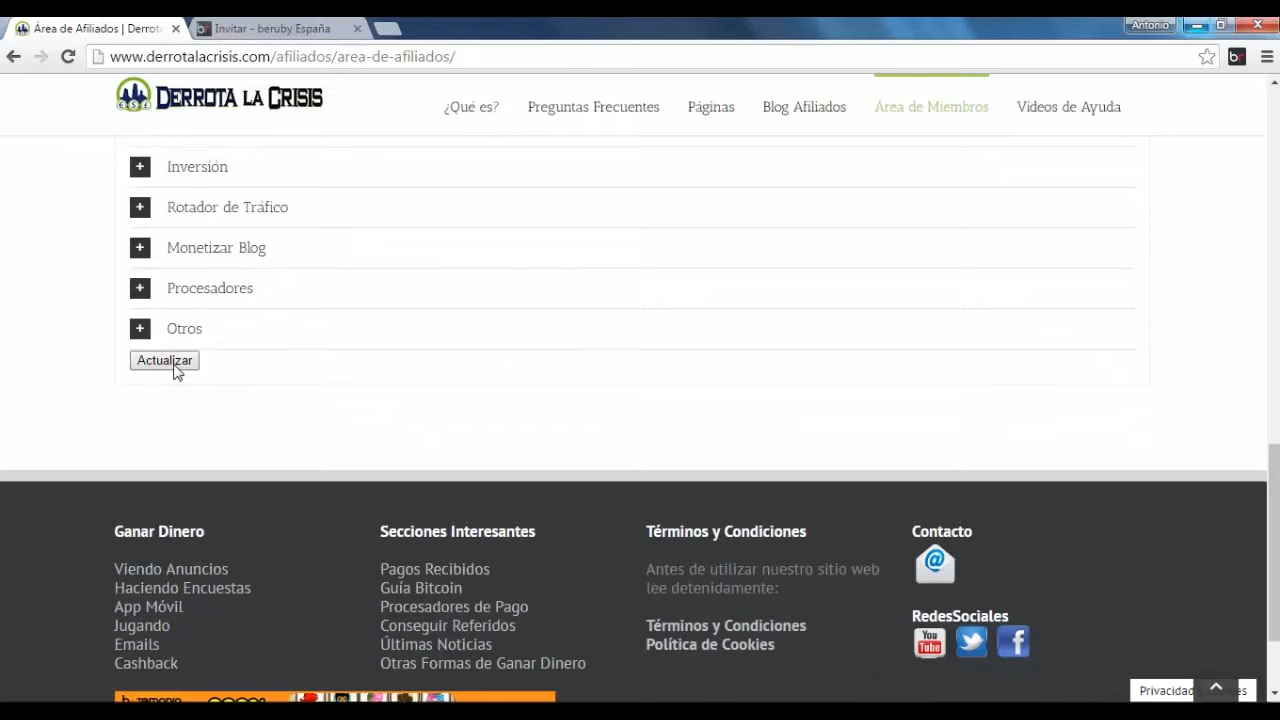 Área de Afiliados | Derrot
Invitar - beruby España
Antonio
www.derrotalacrisis.com/afiliados/area-de-afiliados/
br
DERROTA LA CRISIS
¿Qué es?
Preguntas Frecuentes
Páginas
Blog Afiliados
Área de Miembros
Videos de Ayuda
Inversión
Rotador de Tráfico
Monetizar Blog
Procesadores
Otros
Actualizar
Ganar Dinero
Viendo Anuncios
Haciendo Encuestas
App Móvil
Jugando
Emails
Cashback
Secciones Interesantes
Pagos Recibidos
Guía Bitcoin
Procesadores de Pago
Conseguir Referidos
Últimas Noticias
Otras Formas de Ganar Dinero
Términos y Condiciones
Antes de utilizar nuestro sitio web
lee detenidamente:
Términos y Condiciones
Política de Cookies
Contacto
RedesSociales
You
Tube
Privacidad